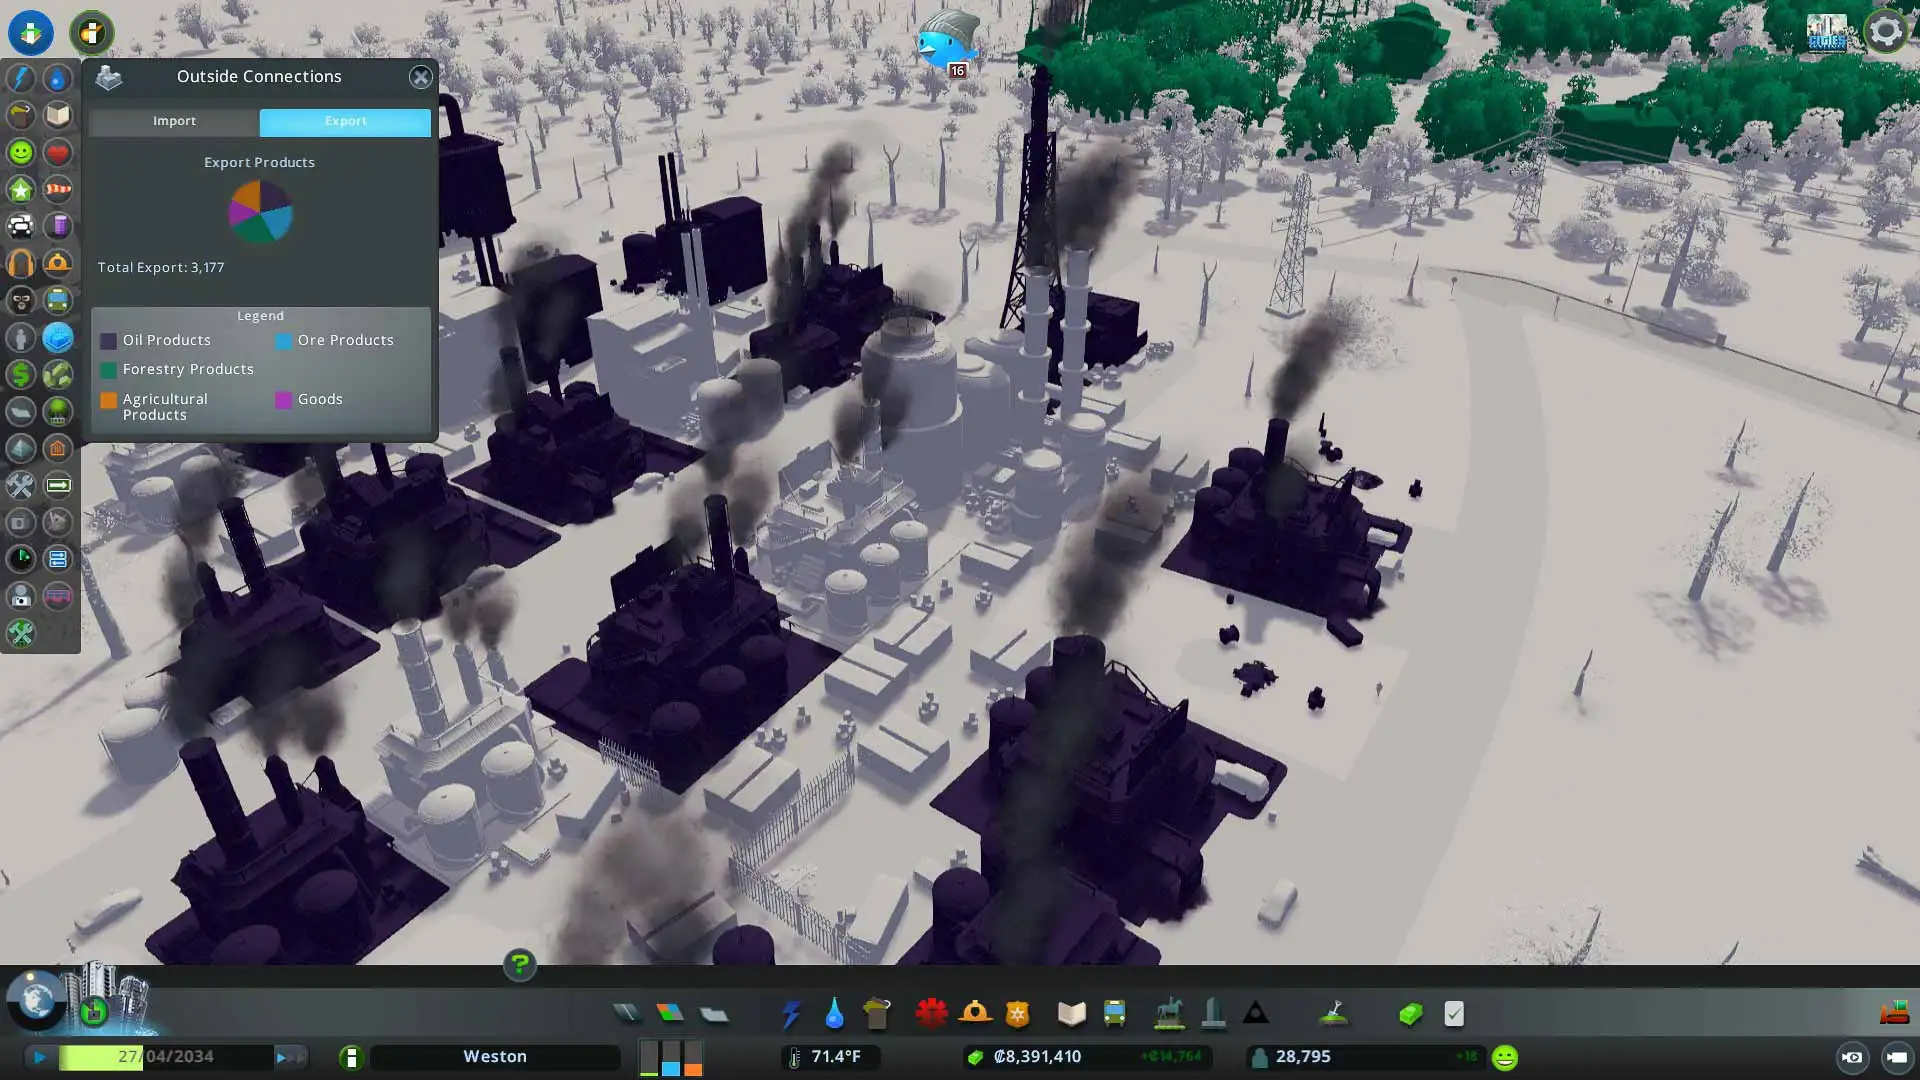 16
CITIES
Outside Connections
Import
Export
Export Products
Total Export: 3,177
Legend
Oil Products
Ore Products
Forestry Products
Agricultural
Products
Goods
?
27/04/2034
Weston
71.4°F
₡8,391,410
+₡14,764
28,795
+18